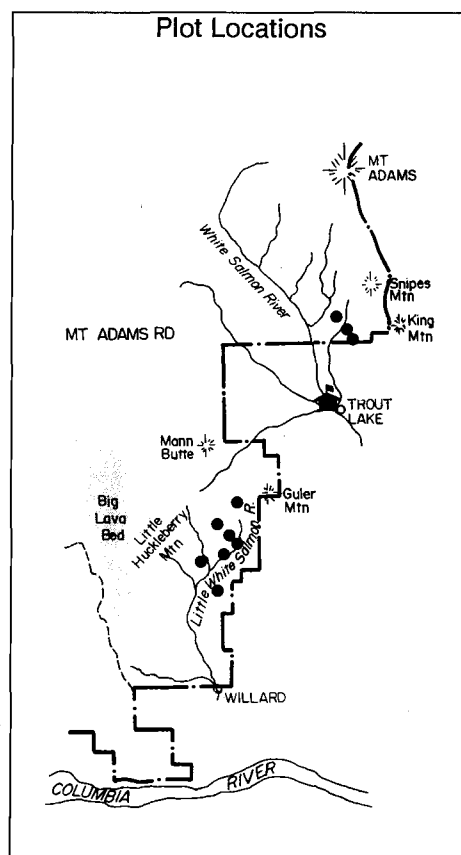 Plot Locations
MT
ADAMS
White Salmon River
Snipes
Mtn
King
Mtn
MT ADAMS RD
TROUT
LAKE
Mann
Butte
Guler
Mtn
Big
Lava
Bed
Little
Huckleberry
Mtn
Little White Salmon R.
WILLARD
COLUMBIA RIVER